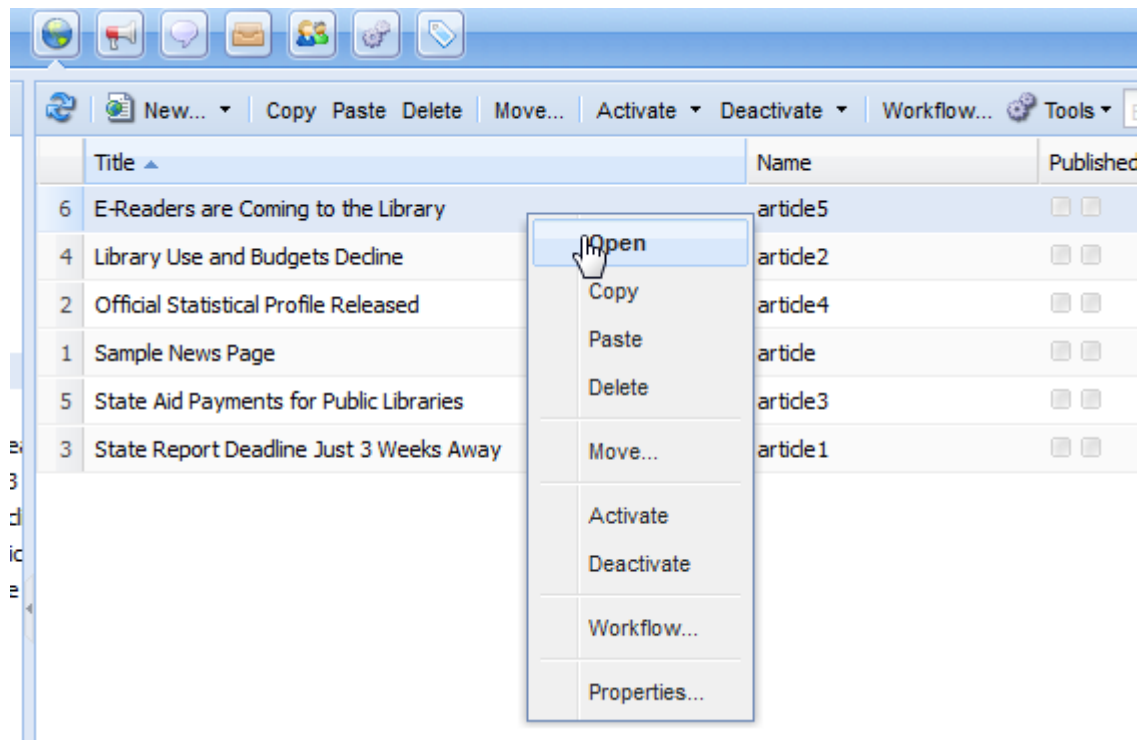 New... Copy Paste Delete Move... Activate Deactivate Workflow... Tools
Title Name Published
6 E-Readers are Coming to the Library article5
4 Library Use and Budgets Decline article2
2 Official Statistical Profile Released article4
1 Sample News Page article
5 State Aid Payments for Public Libraries article3
3 State Report Deadline Just 3 Weeks Away article1
Open
Copy
Paste
Delete
Move...
Activate
Deactivate
Workflow...
Properties...